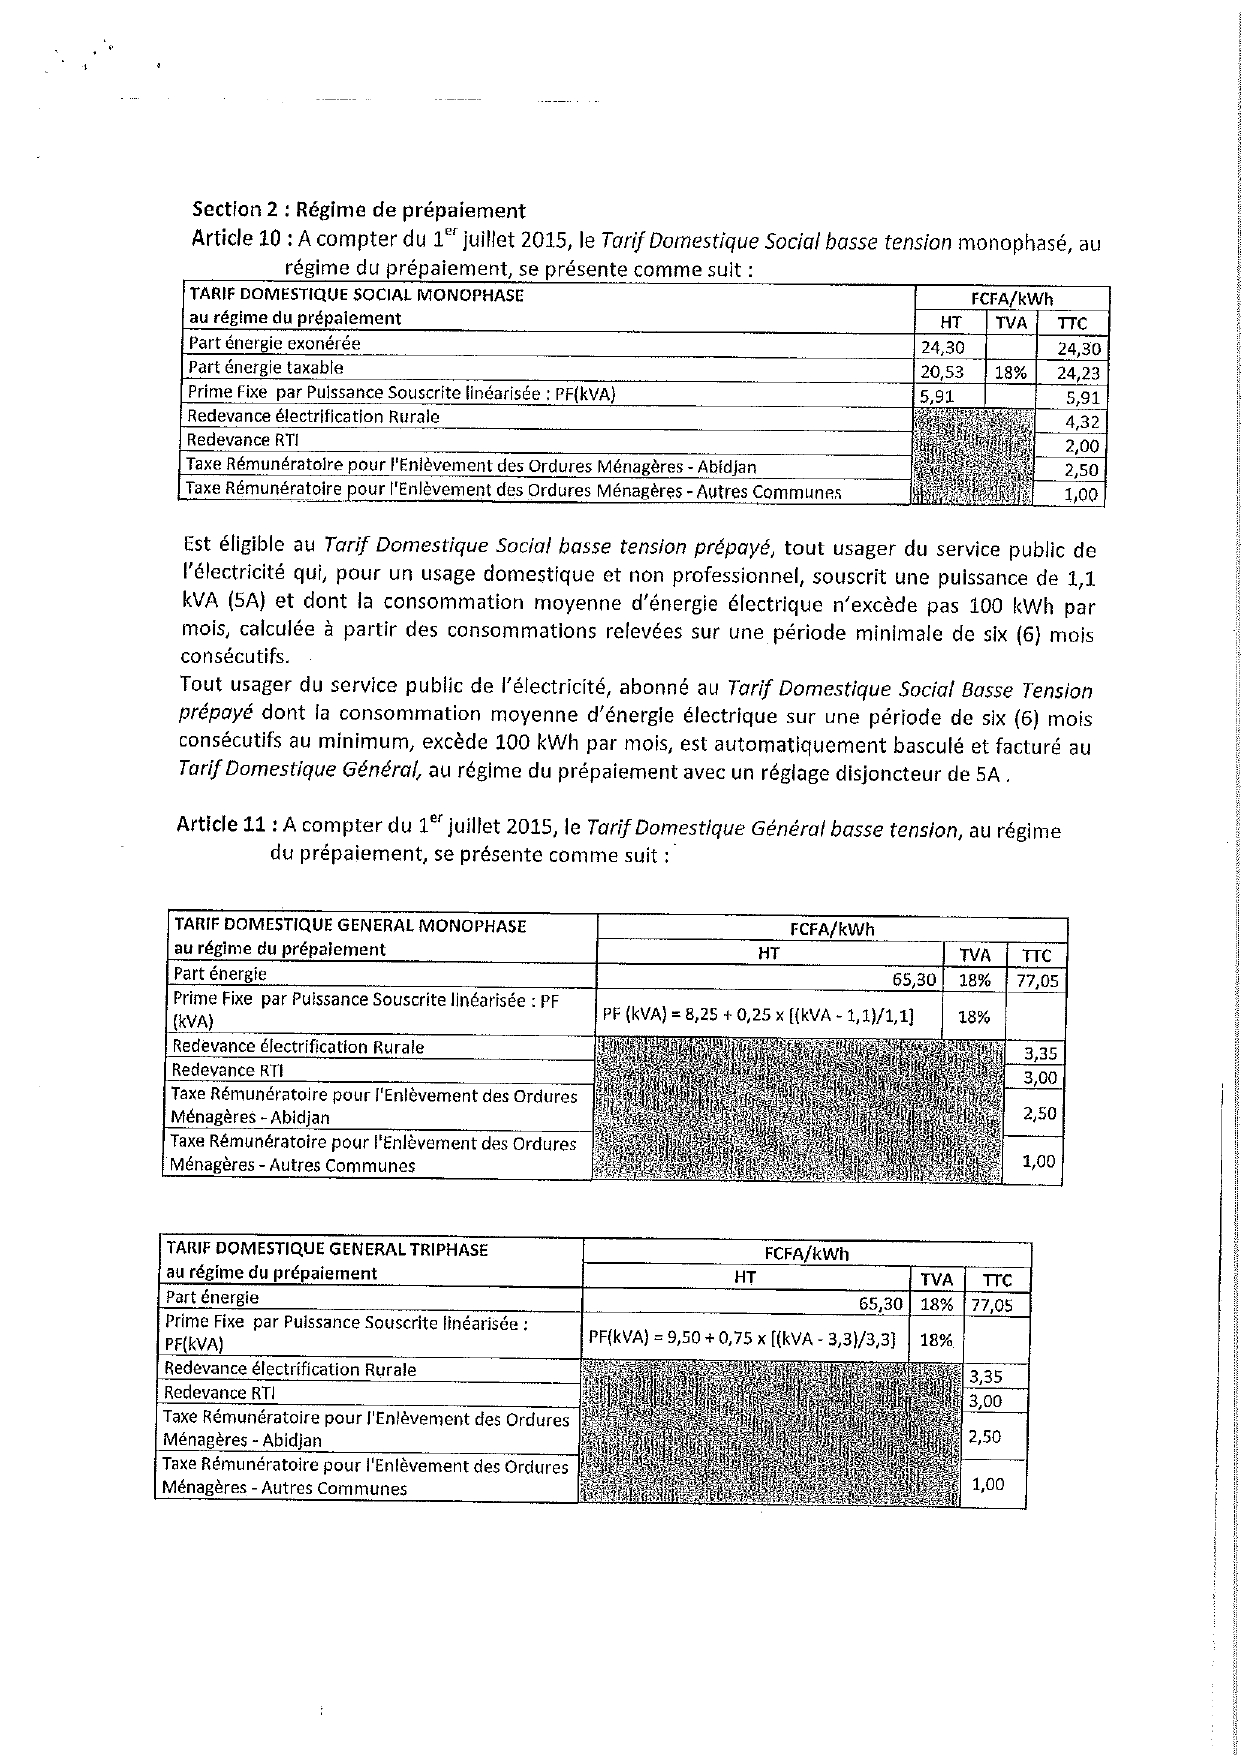 Section 2 : Régime de prépaiement
Article 10 : A compter du 1er juillet 2015, le Tarif Domestique Social basse tension monophasé, au
régime du prépaiement, se présente comme suit :
TARIF DOMESTIQUE SOCIAL MONOPHASE FCFA/kWh
au régime du prépaiement HT TVA TTC
Part énergie exonérée 24,30 24,30
Part énergie taxable 20,53 18% 24,23
Prime Fixe par Puissance Souscrite linéarisée : PF(kVA) 5,91 5,91
Redevance électrification Rurale 4,32
Redevance RTI 2,00
Taxe Rémunératoire pour l'Enlèvement des Ordures Ménagères - Abidjan 2,50
Taxe Rémunératoire pour l'Enlèvement des Ordures Ménagères - Autres Communes 1,00
Est éligible au Tarif Domestique Social basse tension prépayé, tout usager du service public de
l'électricité qui, pour un usage domestique et non professionnel, souscrit une puissance de 1,1
kVA (5A) et dont la consommation moyenne d'énergie électrique n'excède pas 100 kWh par
mois, calculée à partir des consommations relevées sur une période minimale de six (6) mois
consécutifs.
Tout usager du service public de l'électricité, abonné au Tarif Domestique Social Basse Tension
prépayé dont la consommation moyenne d'énergie électrique sur une période de six (6) mois
consécutifs au minimum, excède 100 kWh par mois, est automatiquement basculé et facturé au
Tarif Domestique Général, au régime du prépaiement avec un réglage disjoncteur de 5A .
Article 11 : A compter du 1er juillet 2015, le Tarif Domestique Général basse tension, au régime
du prépaiement, se présente comme suit :
TARIF DOMESTIQUE GENERAL MONOPHASE FCFA/kWh
au régime du prépaiement HT TVA TTC
Part énergie 65,30 18% 77,05
Prime Fixe par Puissance Souscrite linéarisée : PF
(kVA) PF (kVA) = 8,25 + 0,25 x [(kVA - 1,1)/1,1] 18%
Redevance électrification Rurale 3,35
Redevance RTI 3,00
Taxe Rémunératoire pour l'Enlèvement des Ordures
Ménagères - Abidjan 2,50
Taxe Rémunératoire pour l'Enlèvement des Ordures
Ménagères - Autres Communes 1,00
TARIF DOMESTIQUE GENERAL TRIPHASE FCFA/kWh
au régime du prépaiement HT TVA TTC
Part énergie 65,30 18% 77,05
Prime Fixe par Puissance Souscrite linéarisée :
PF(kVA) PF(kVA) = 9,50 + 0,75 x [(kVA - 3,3)/3,3] 18%
Redevance électrification Rurale 3,35
Redevance RTI 3,00
Taxe Rémunératoire pour l'Enlèvement des Ordures
Ménagères - Abidjan 2,50
Taxe Rémunératoire pour l'Enlèvement des Ordures
Ménagères - Autres Communes 1,00